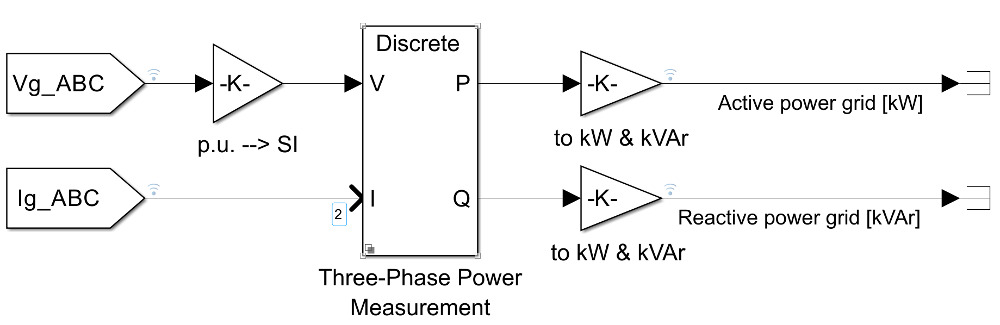 Discrete
Vg_ABC
-K-
V
P
-K-
Active power grid [kW]
p.u. --> SI
to kW & kVAr
Ig_ABC
2
I
Q
-K-
Reactive power grid [kVAr]
to kW & kVAr
Three-Phase Power
Measurement